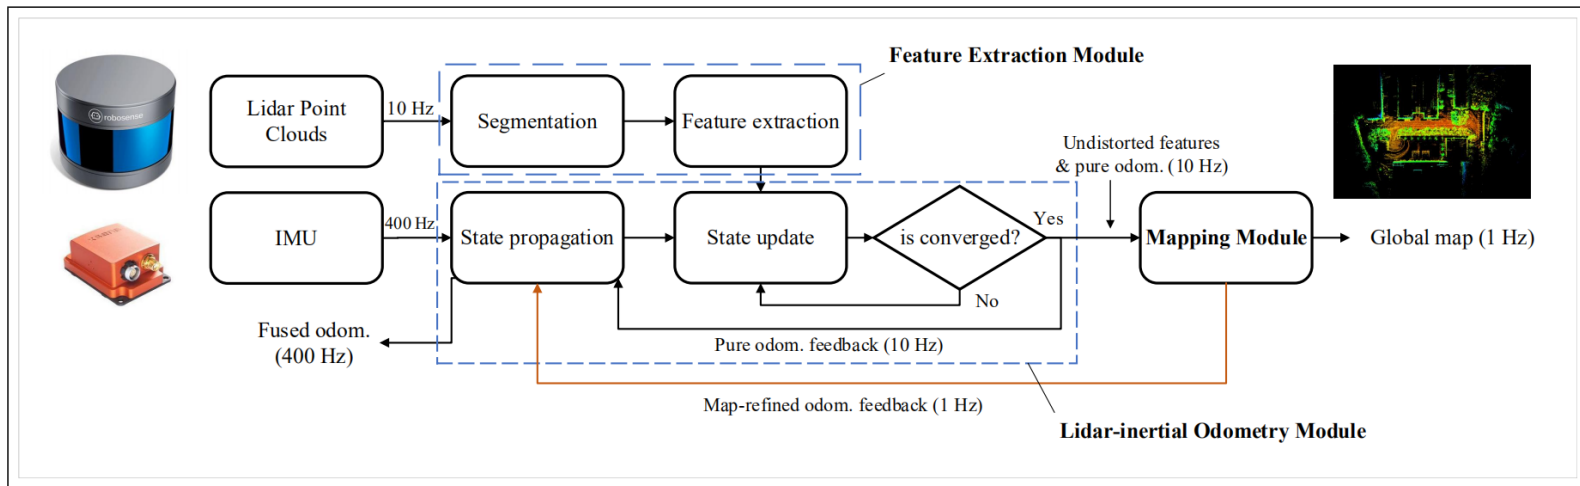 Feature Extraction Module
robosense
Lidar Point
Clouds
10 Hz
Segmentation
Feature extraction
Undistorted features
& pure odom. (10 Hz)
IMU
400 Hz
State propagation
State update
is converged?
Yes
No
Mapping Module
Global map (1 Hz)
Fused odom.
(400 Hz)
Pure odom. feedback (10 Hz)
Map-refined odom. feedback (1 Hz)
Lidar-inertial Odometry Module